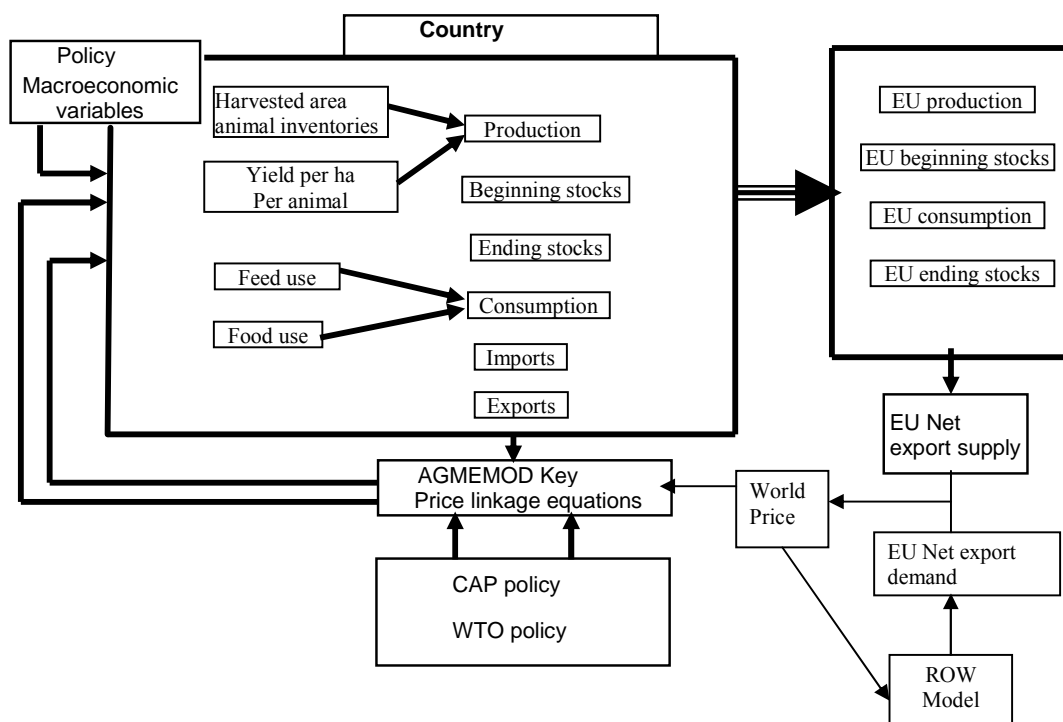 Country
Policy
Macroeconomic
variables
Harvested area
animal inventories
Production
Yield per ha
Per animal
Beginning stocks
Ending stocks
Feed use
Consumption
Food use
Imports
Exports
EU production
EU beginning stocks
EU consumption
EU ending stocks
EU Net
export supply
AGMEMOD Key
Price linkage equations
World
Price
EU Net export
demand
CAP policy
WTO policy
ROW
Model